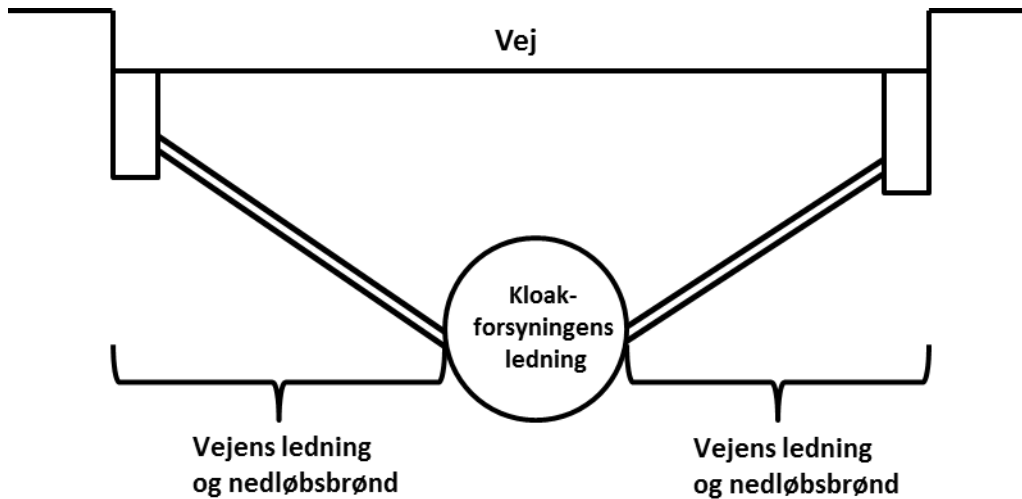 Vej
Kloak-
forsyningens
ledning
Vejens ledning
og nedløbsbrønd
Vejens ledning
og nedløbsbrønd